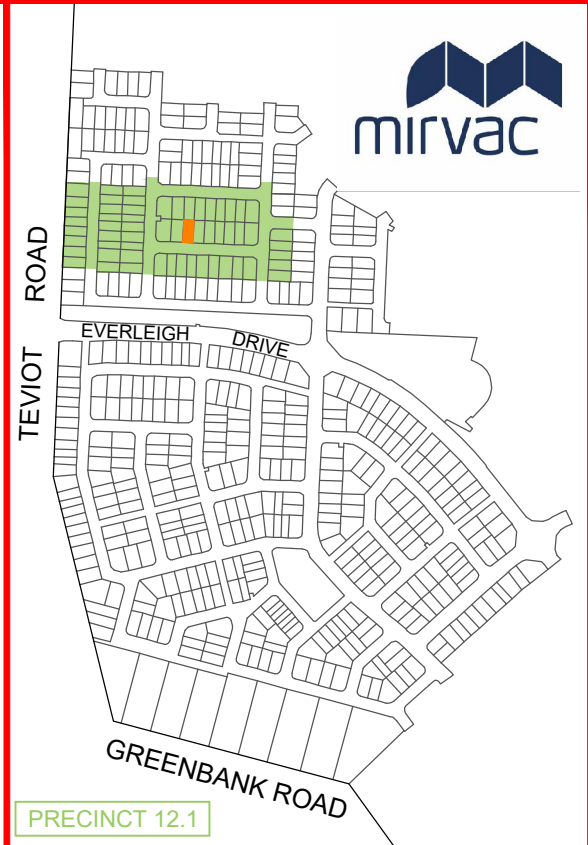 mirvac
TEVIOT ROAD
EVERLEIGH DRIVE
GREENBANK ROAD
PRECINCT 12.1